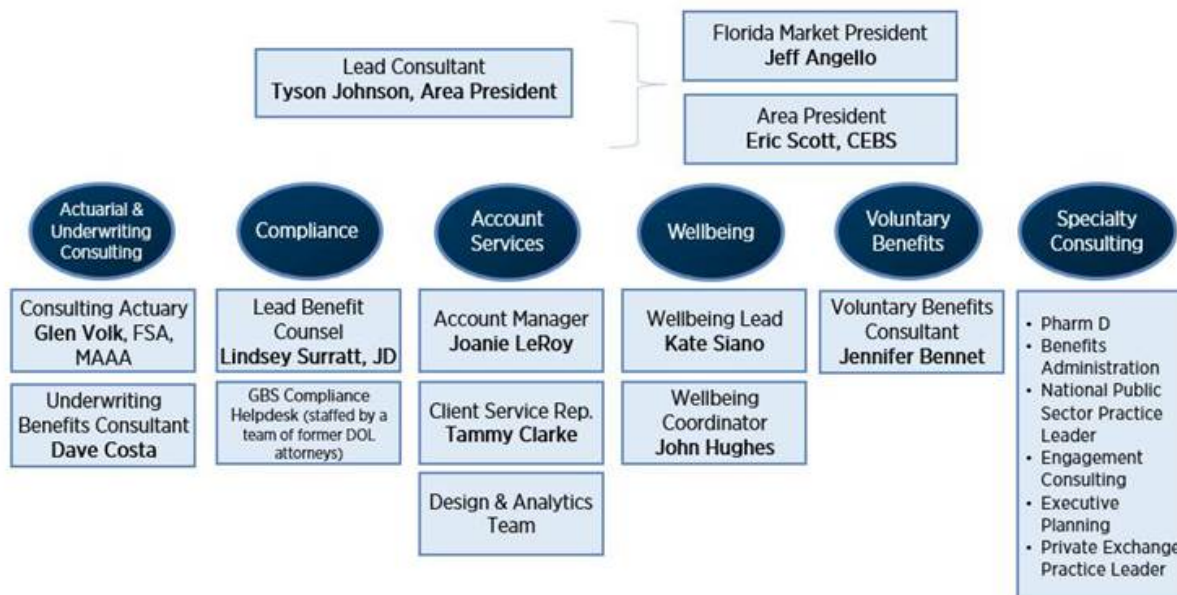 Florida Market President
Jeff Angello
Lead Consultant
Tyson Johnson, Area President
Area President
Eric Scott, CEBS
Actuarial &
Underwriting
Consulting
Compliance
Account
Services
Wellbeing
Voluntary
Benefits
Specialty
Consulting
Consulting Actuary
Glen Volk, FSA,
MAAA
Underwriting
Benefits Consultant
Dave Costa
Lead Benefit
Counsel
Lindsey Surratt, JD
GBS Compliance
Helpdesk (staffed by a
team of former DOL
attorneys)
Account Manager
Joanie LeRoy
Client Service Rep.
Tammy Clarke
Design & Analytics
Team
Wellbeing Lead
Kate Siano
Wellbeing
Coordinator
John Hughes
Voluntary Benefits
Consultant
Jennifer Bennet
• Pharm D
• Benefits
Administration
• National Public
Sector Practice
Leader
• Engagement
Consulting
• Executive
Planning
• Private Exchange
Practice Leader